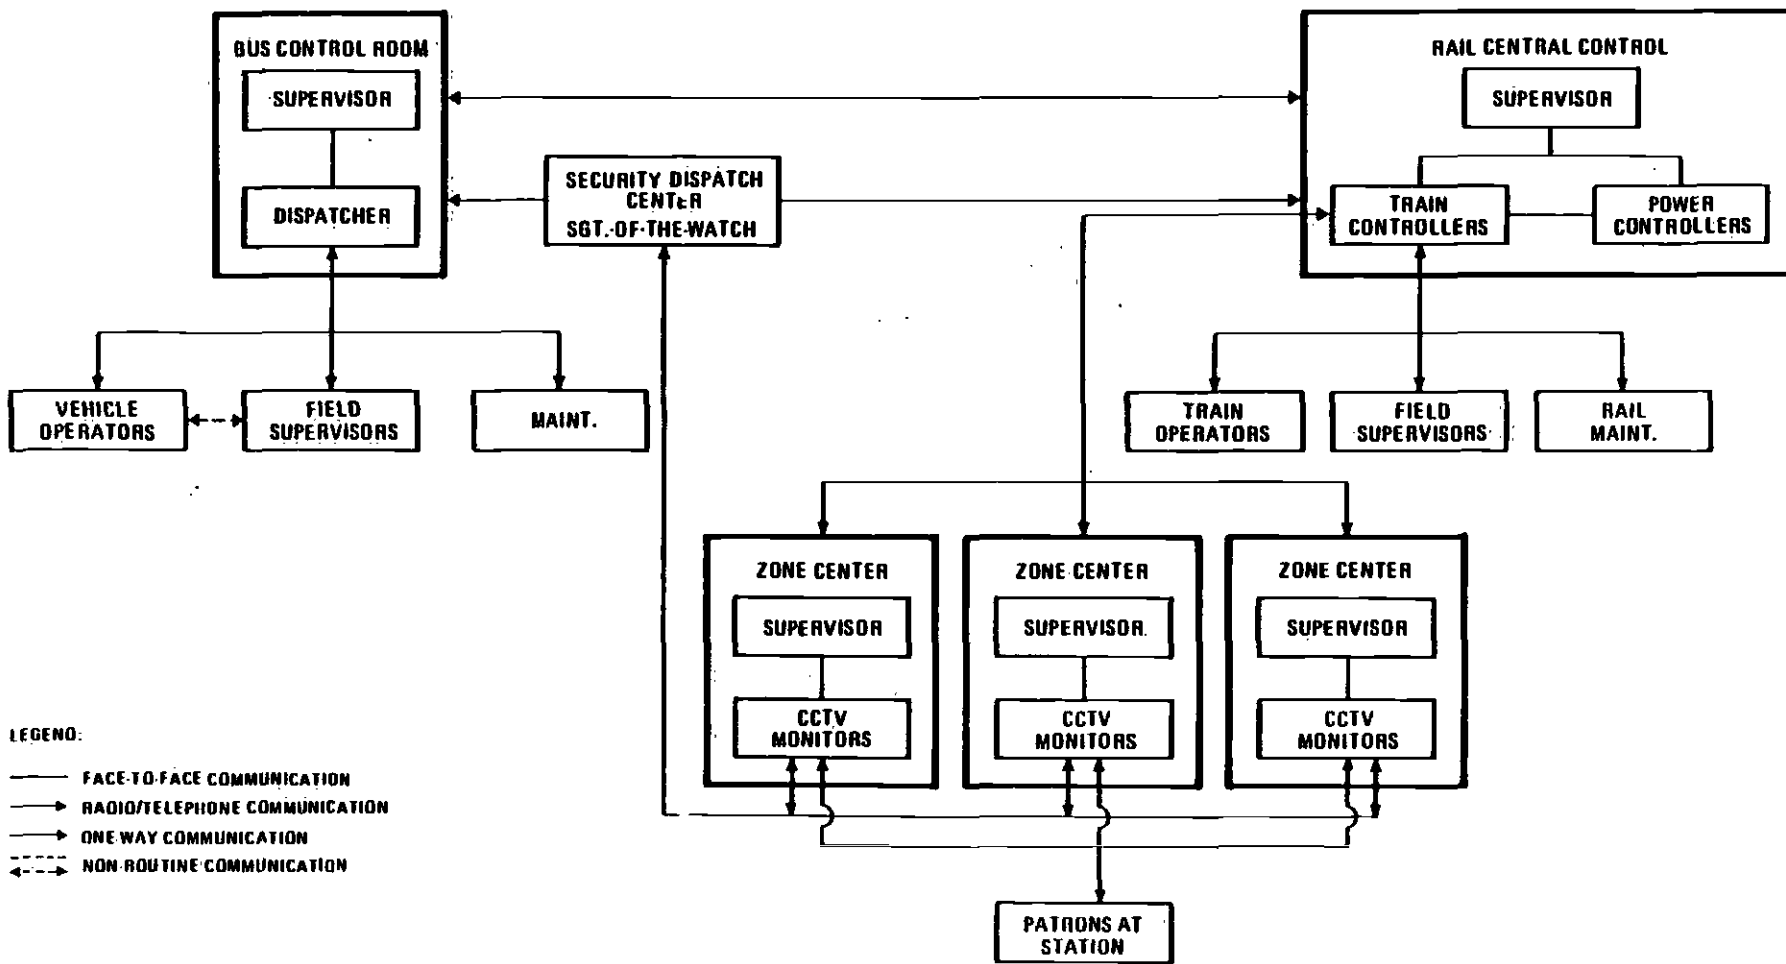 BUS CONTROL ROOM
SUPERVISOR
DISPATCHER
SECURITY DISPATCH
CENTER
SGT.-OF-THE-WATCH
RAIL CENTRAL CONTROL
SUPERVISOR
TRAIN
CONTROLLERS
POWER
CONTROLLERS
VEHICLE
OPERATORS
FIELD
SUPERVISORS
MAINT.
TRAIN
OPERATORS
FIELD
SUPERVISORS
RAIL
MAINT.
ZONE CENTER
SUPERVISOR
CCTV
MONITORS
ZONE CENTER
SUPERVISOR
CCTV
MONITORS
ZONE CENTER
SUPERVISOR
CCTV
MONITORS
PATRONS AT
STATION
LEGEND:
FACE-TO-FACE COMMUNICATION
RADIO/TELEPHONE COMMUNICATION
ONE-WAY COMMUNICATION
NON-ROUTINE COMMUNICATION